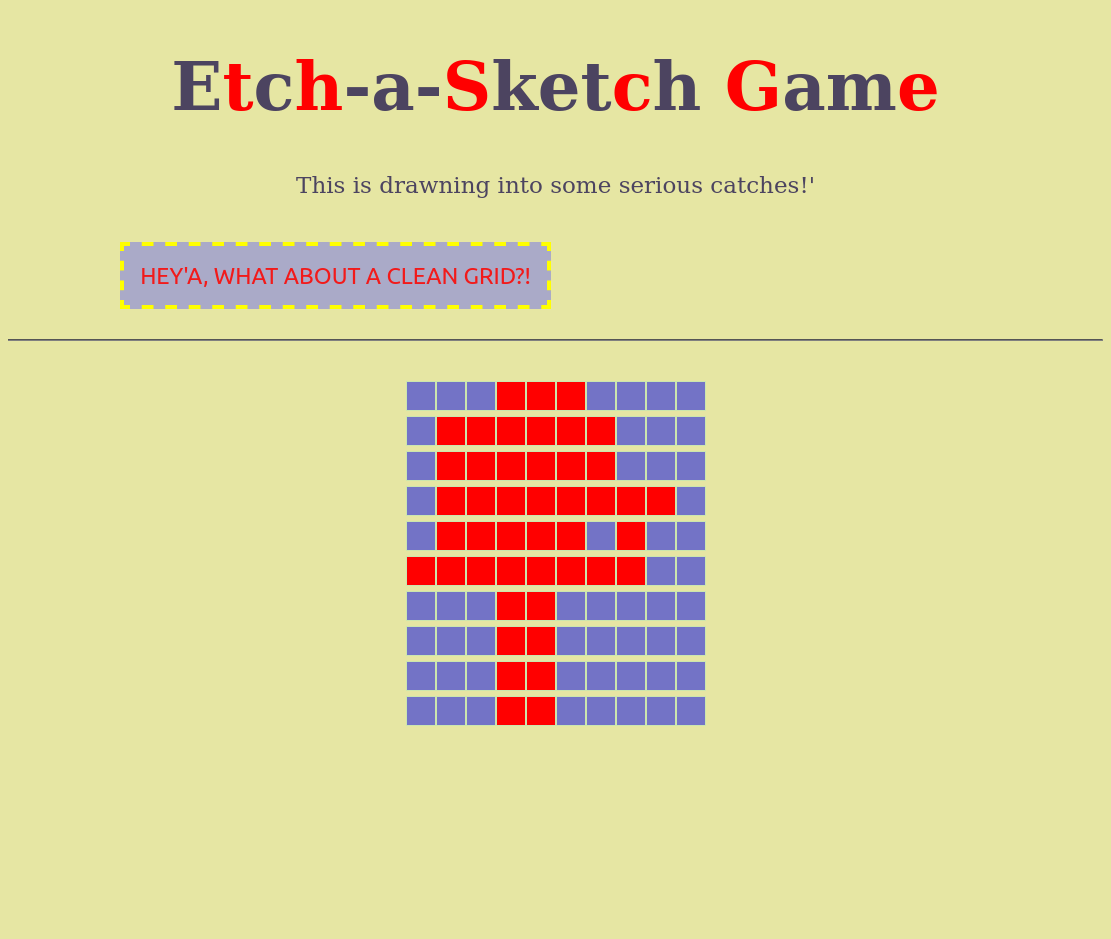 Etch-a-Sketch Game
This is drawning into some serious catches!'
HEY'A, WHAT ABOUT A CLEAN GRID?!